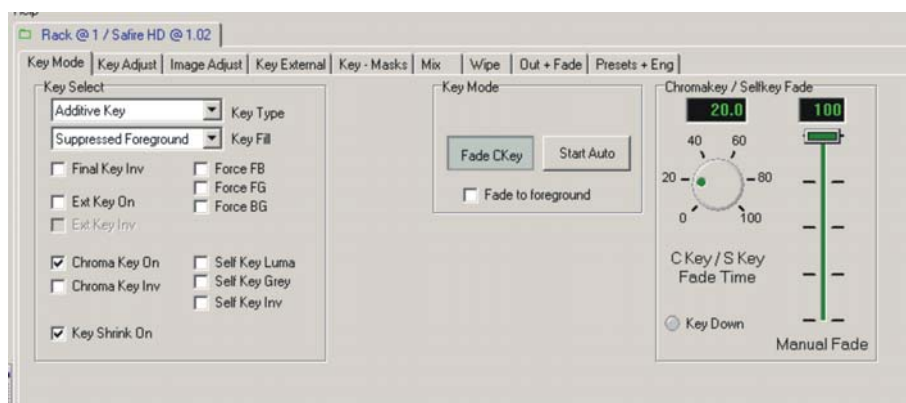 Rack @ 1 / Safire HD @ 1.02
Key Mode Key Adjust Image Adjust Key External Key - Masks Mix Wipe Out + Fade Presets + Eng
Key Select
Additive Key Key Type
Suppressed Foreground Key Fill
Final Key Inv Force FB
Force FG
Ext Key On Force BG
Ext Key Inv
Chroma Key On Self Key Luma
Chroma Key Inv Self Key Grey
Self Key Inv
Key Shrink On
Key Mode
Fade CKey Start Auto
Fade to foreground
Chromakey / Selfkey Fade
20.0 100
40 60
20 80
0 100
C Key / S Key
Fade Time
Key Down
Manual Fade